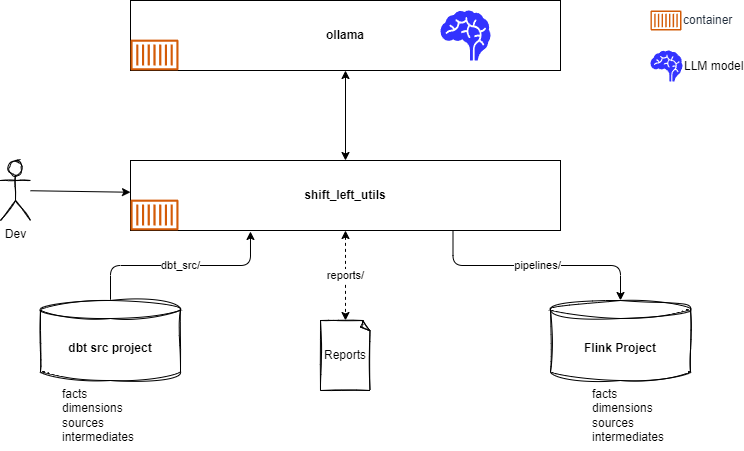 ollama
container
LLM model
shift_left_utils
Dev
dbt_src/
reports/
pipelines/
dbt src project
Reports
Flink Project
facts
dimensions
sources
intermediates
facts
dimensions
sources
intermediates